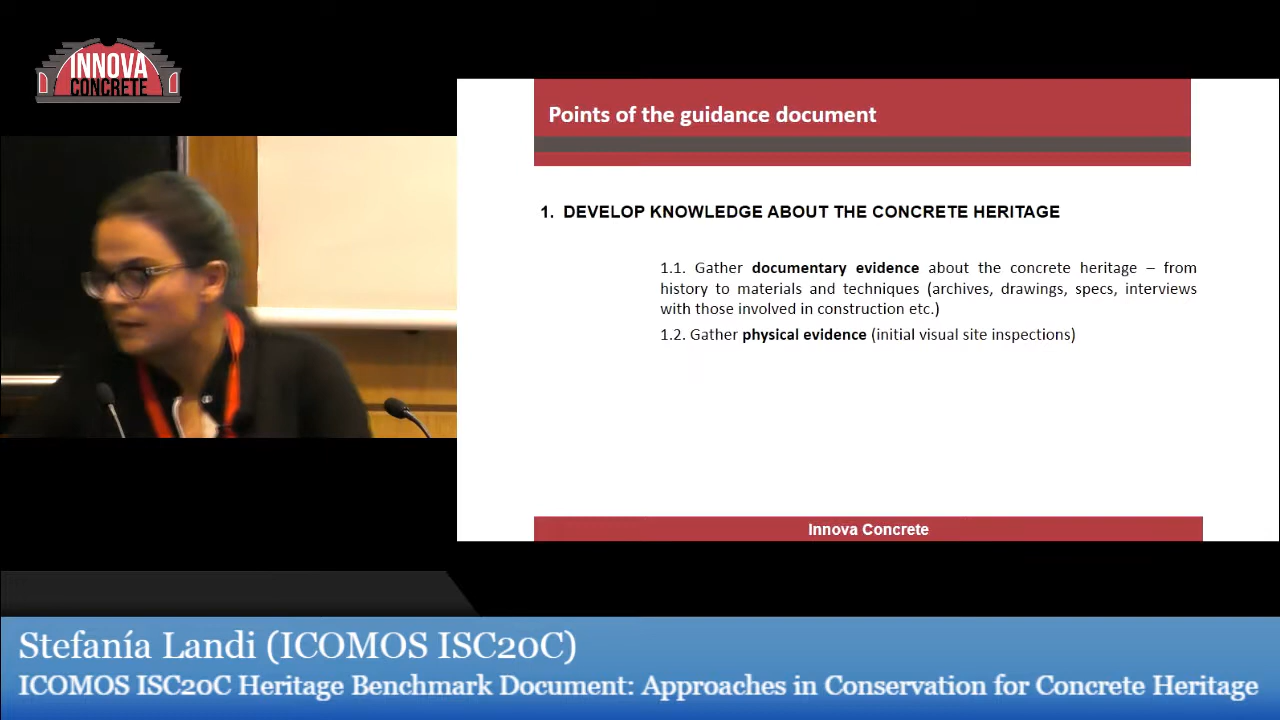 INNOVA
CONCRETE
Points of the guidance document
1. DEVELOP KNOWLEDGE ABOUT THE CONCRETE HERITAGE
1.1. Gather documentary evidence about the concrete heritage – from
history to materials and techniques (archives, drawings, specs, interviews
with those involved in construction etc.)
1.2. Gather physical evidence (initial visual site inspections)
Innova Concrete
Stefanía Landi (ICOMOS ISC20C)
ICOMOS ISC20C Heritage Benchmark Document: Approaches in Conservation for Concrete Heritage